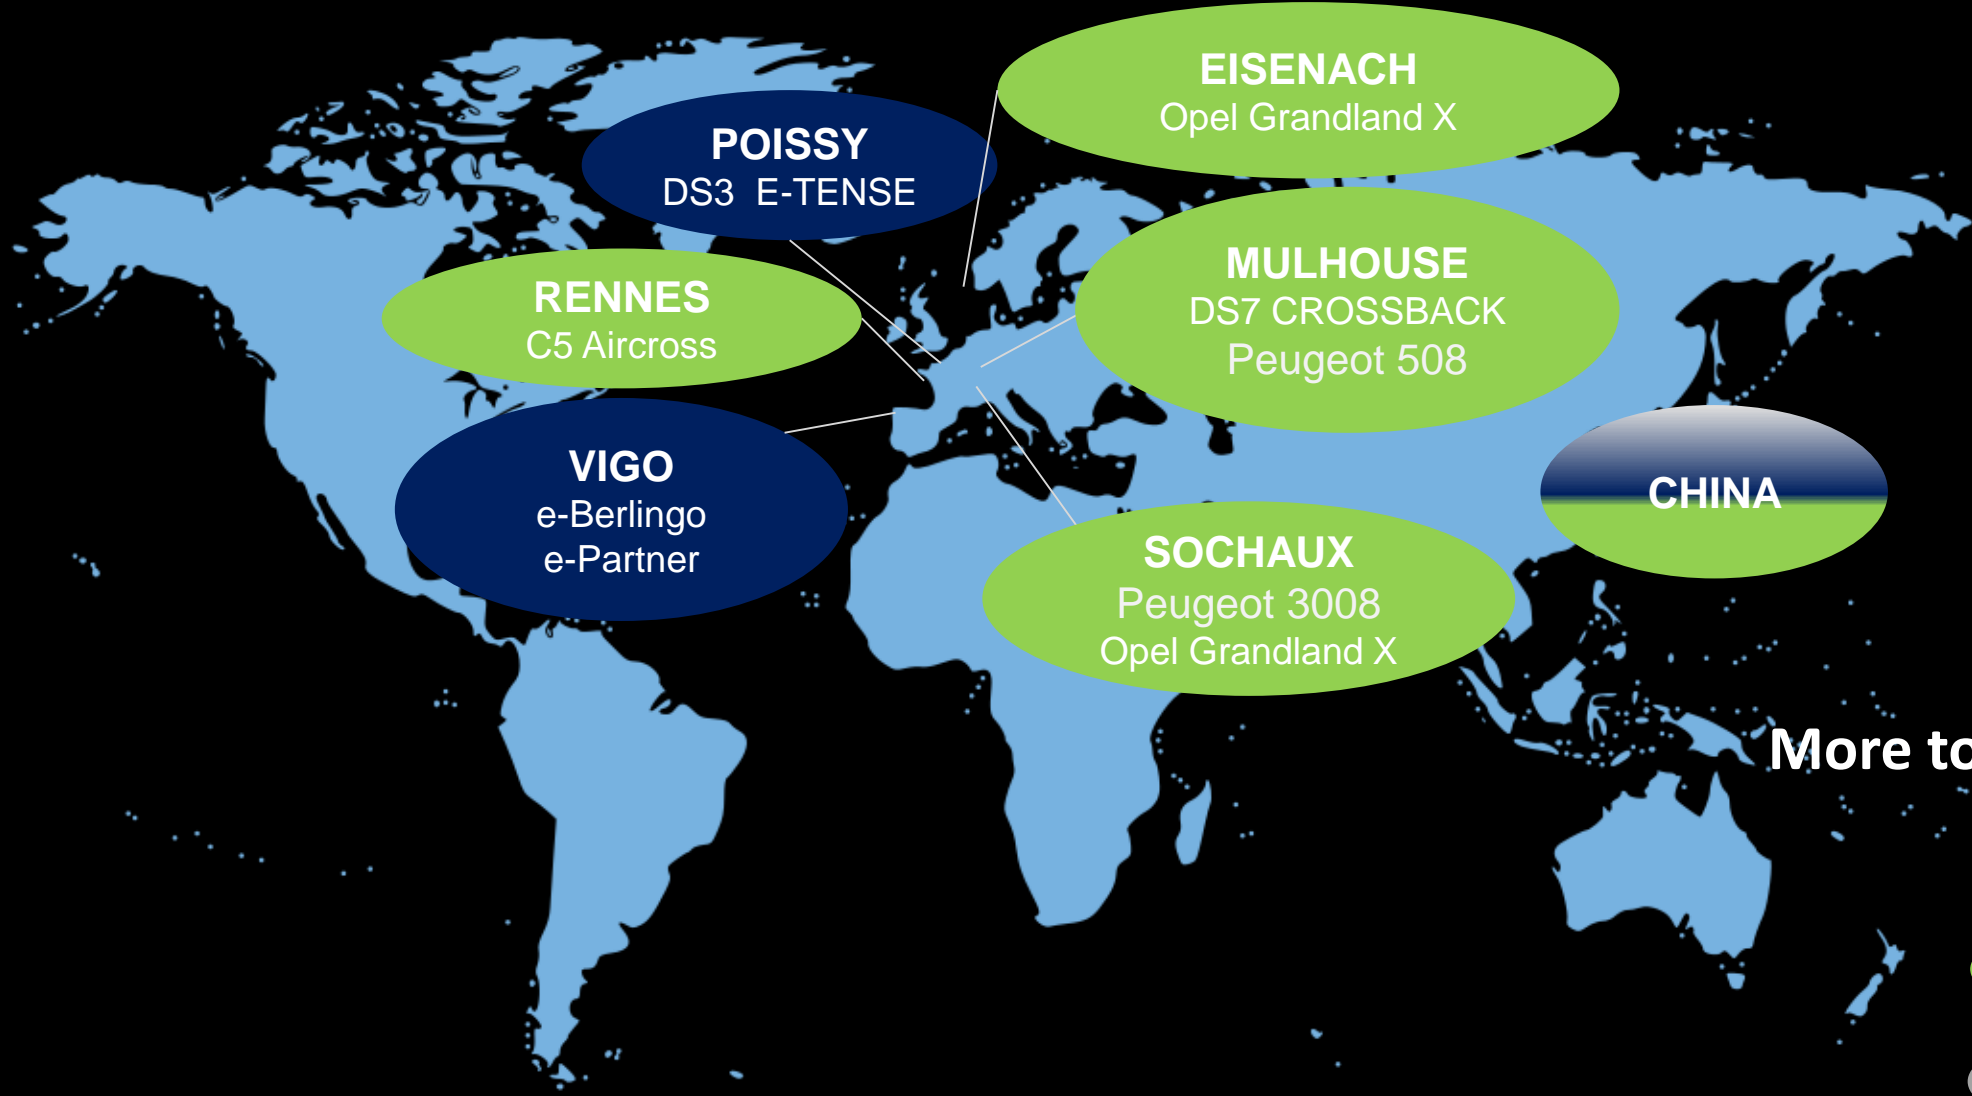 EISENACH
Opel Grandland X
POISSY
DS3 E-TENSE
MULHOUSE
DS7 CROSSBACK
Peugeot 508
RENNES
C5 Aircross
VIGO
e-Berlingo
e-Partner
CHINA
SOCHAUX
Peugeot 3008
Opel Grandland X
More to